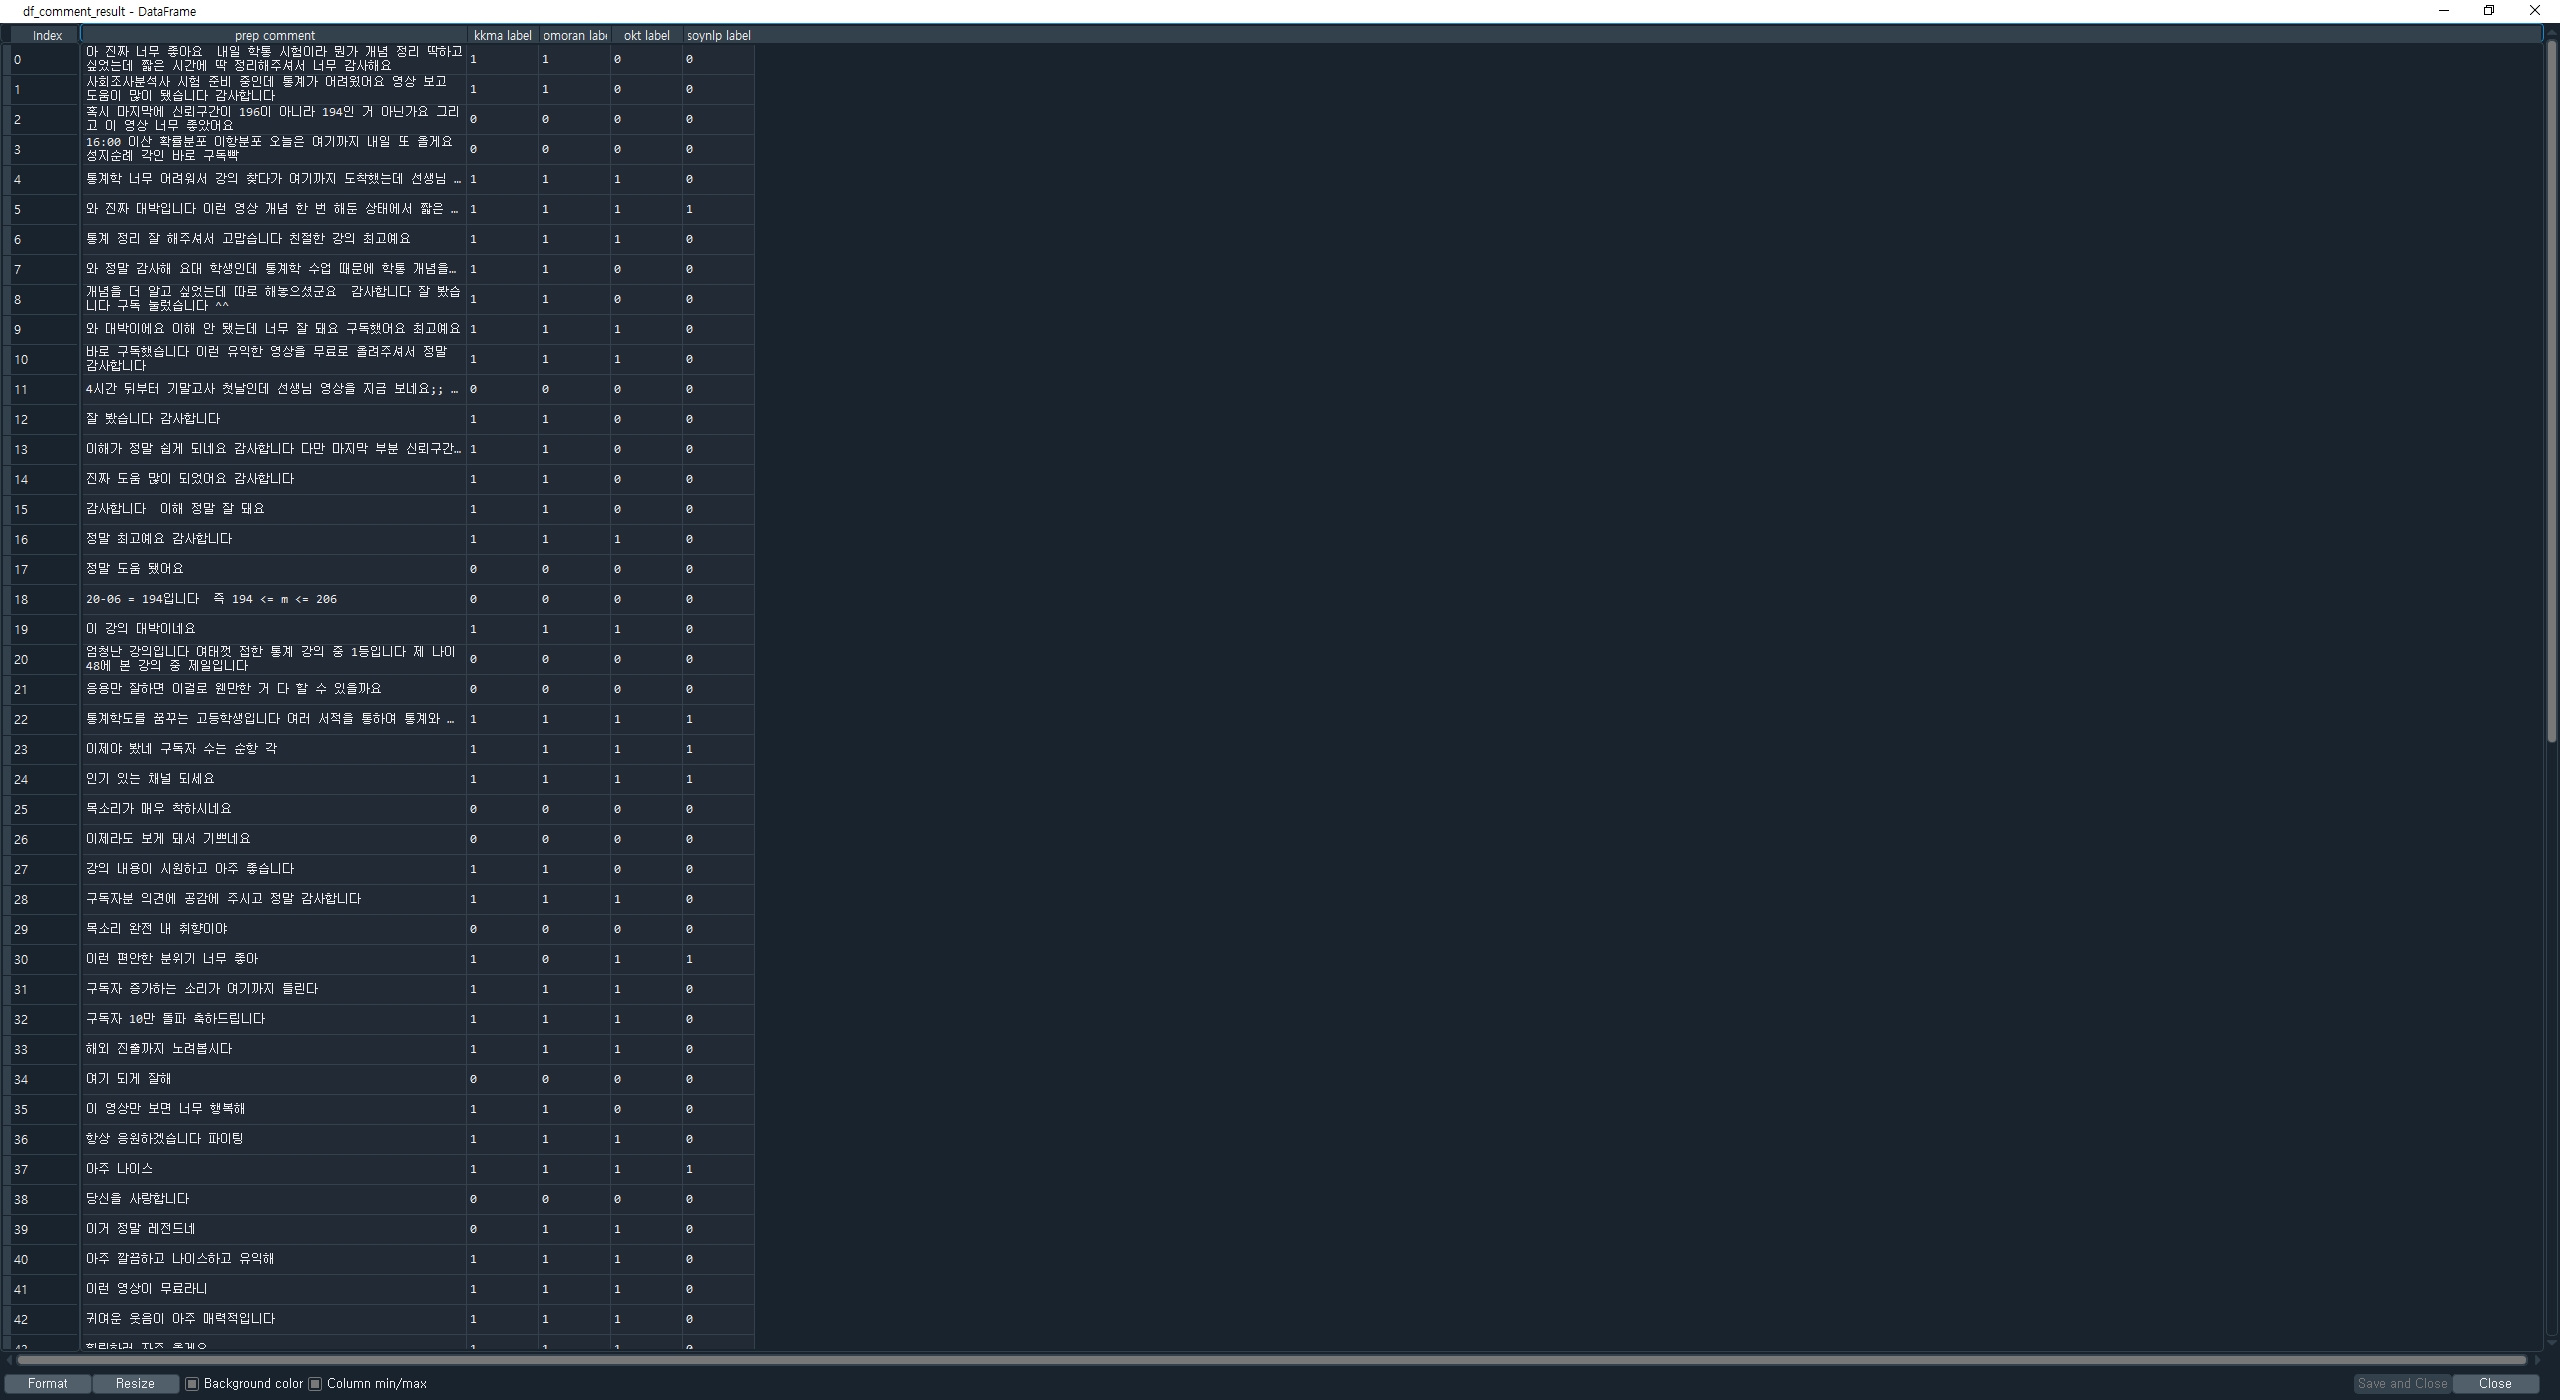 df_comment_result - DataFrame
Index prep comment kkma label omoran labe okt label soynlp label
0 아 진짜 너무 좋아요 내일 학통 시험이라 뭔가 개념 정리 딱하고 1 1 0 0
싶었는데 짧은 시간에 딱 정리해주셔서 너무 감사해요
1 사회조사분석사 시험 준비 중인데 통계가 어려웠어요 영상 보고 1 1 0 0
도움이 많이 됐습니다 감사합니다
2 혹시 마지막에 신뢰구간이 196이 아니라 194인 거 아닌가요 그리 0 0 0 0
고 이 영상 너무 좋았어요
3 16:00 이산 확률분포 이항분포 오늘은 여기까지 내일 또 올게요 0 0 0 0
성지순례 각인 바로 구독빡
4 통계학 너무 어려워서 강의 찾다가 여기까지 도착했는데 선생님 … 1 1 1 0
5 와 진짜 대박입니다 이런 영상 개념 한 번 해둔 상태에서 짧은 … 1 1 1 1
6 통계 정리 잘 해주셔서 고맙습니다 친절한 강의 최고예요 1 1 1 0
7 와 정말 감사해 요대 학생인데 통계학 수업 때문에 학통 개념을… 1 1 0 0
8 개념을 더 알고 싶었는데 따로 해놓으셨군요 감사합니다 잘 봤습 1 1 0 0
니다 구독 눌렀습니다 ^^
9 와 대박이에요 이해 안 됐는데 너무 잘 돼요 구독했어요 최고예요 1 1 1 0
10 바로 구독했습니다 이런 유익한 영상을 무료로 올려주셔서 정말 1 1 1 0
감사합니다
11 4시간 뒤부터 기말고사 첫날인데 선생님 영상을 지금 보네요;; … 0 0 0 0
12 잘 봤습니다 감사합니다 1 1 0 0
13 이해가 정말 쉽게 되네요 감사합니다 다만 마지막 부분 신뢰구간… 1 1 0 0
14 진짜 도움 많이 되었어요 감사합니다 1 1 0 0
15 감사합니다 이해 정말 잘 돼요 1 1 0 0
16 정말 최고예요 감사합니다 1 1 1 0
17 정말 도움 됐어요 0 0 0 0
18 20-06 = 194입니다 즉 194 <= m <= 206 0 0 0 0
19 이 강의 대박이네요 1 1 1 0
20 엄청난 강의입니다 여태껏 접한 통계 강의 중 1등입니다 제 나이 0 0 0 0
48에 본 강의 중 제일입니다
21 응용만 잘하면 이걸로 웬만한 거 다 할 수 있을까요 0 0 0 0
22 통계학도를 꿈꾸는 고등학생입니다 여러 서적을 통하여 통계와 … 1 1 1 1
23 이제야 봤네 구독자 수는 순항 각 1 1 1 1
24 인기 있는 채널 되세요 1 1 1 1
25 목소리가 매우 착하시네요 0 0 0 0
26 이제라도 보게 돼서 기쁘네요 0 0 0 0
27 강의 내용이 시원하고 아주 좋습니다 1 1 0 0
28 구독자분 의견에 공감에 주시고 정말 감사합니다 1 1 1 0
29 목소리 완전 내 취향이야 0 0 0 0
30 이런 편안한 분위기 너무 좋아 1 0 1 1
31 구독자 증가하는 소리가 여기까지 들린다 1 1 1 0
32 구독자 10만 돌파 축하드립니다 1 1 1 0
33 해외 진출까지 노려봅시다 1 1 1 0
34 여기 되게 잘해 0 0 0 0
35 이 영상만 보면 너무 행복해 1 1 0 0
36 항상 응원하겠습니다 파이팅 1 1 1 0
37 아주 나이스 1 1 1 1
38 당신을 사랑합니다 0 0 0 0
39 이거 정말 레전드네 0 1 1 0
40 아주 깔끔하고 나이스하고 유익해 1 1 1 0
41 이런 영상이 무료라니 1 1 1 0
42 귀여운 웃음이 아주 매력적입니다 1 1 1 0
Format Resize Background color Column min/max Save and Close Close